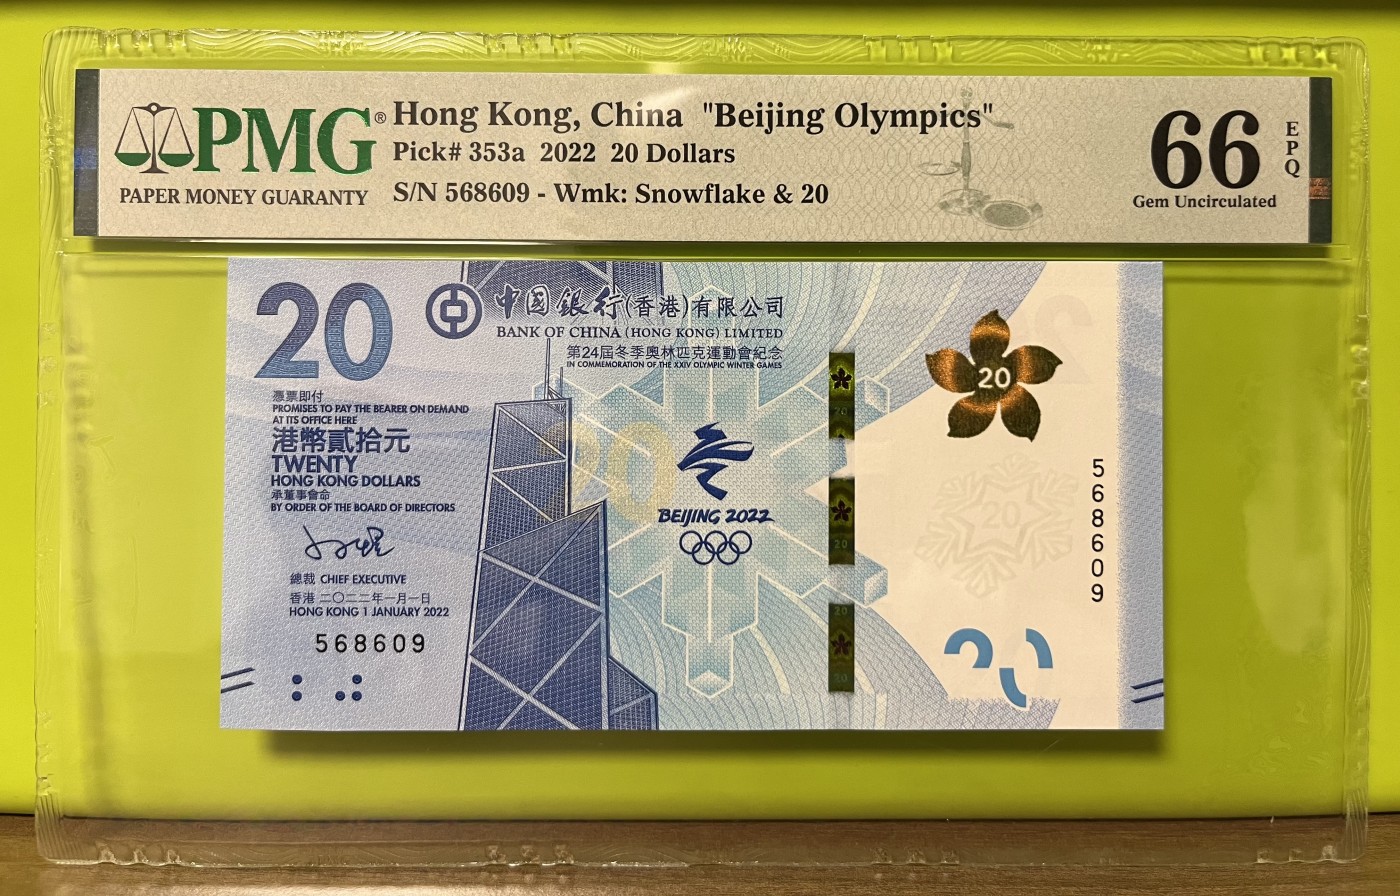 PMG®
PAPER MONEY GUARANTY
Hong Kong, China "Beijing Olympics"
Pick# 353a 2022 20 Dollars
S/N 568609 - Wmk: Snowflake & 20
66
EPQ
Gem Uncirculated
20
中國銀行(香港)有限公司
BANK OF CHINA (HONG KONG) LIMITED
第24屆冬季奧林匹克運動會紀念
IN COMMEMORATION OF THE XXIV OLYMPIC WINTER GAMES
憑票即付
PROMISES TO PAY THE BEARER ON DEMAND
AT ITS OFFICE HERE
港幣貳拾元
TWENTY
HONG KONG DOLLARS
承董事會命
BY ORDER OF THE BOARD OF DIRECTORS
總裁 CHIEF EXECUTIVE
香港 二〇二二年一月一日
HONG KONG 1 JANUARY 2022
568609
20
BEIJING 2022
20
20
20
20
20
20
568609
20